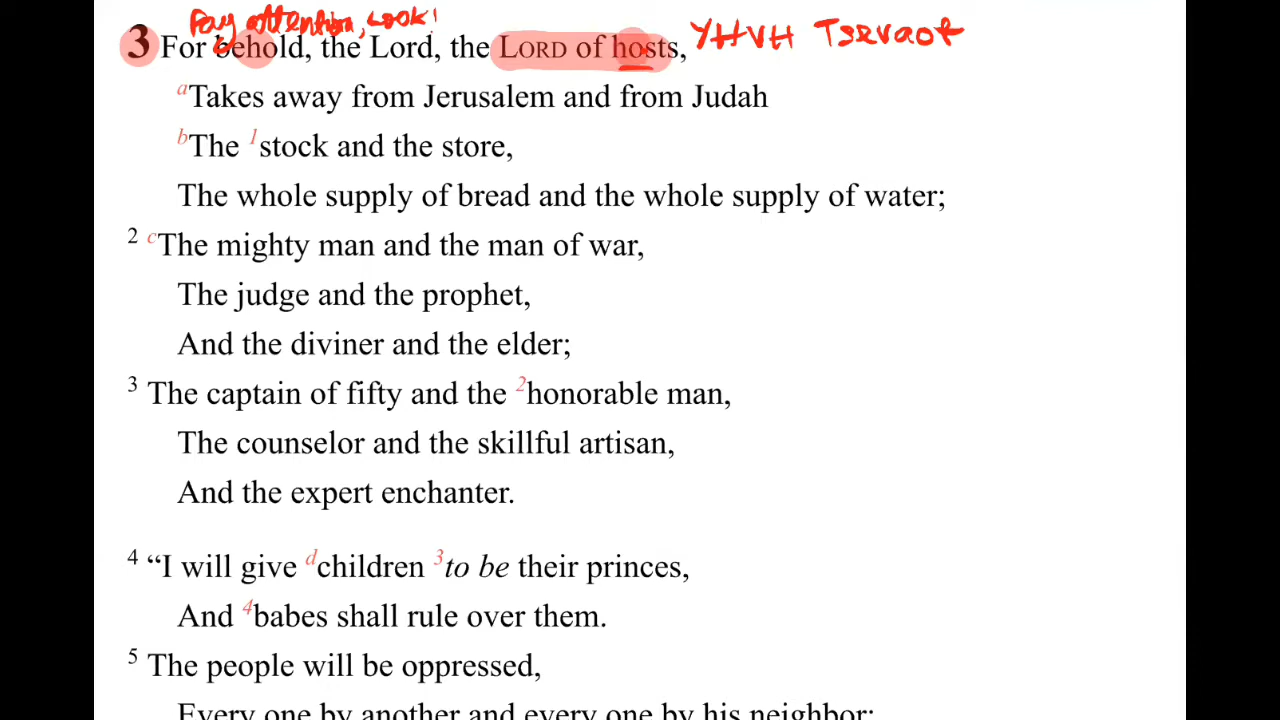 Pay attention, Look!
3 For behold, the Lord, the LORD of hosts, YHVH Tsevaot
aTakes away from Jerusalem and from Judah
bThe 1stock and the store,
The whole supply of bread and the whole supply of water;
2 cThe mighty man and the man of war,
The judge and the prophet,
And the diviner and the elder;
3 The captain of fifty and the 2honorable man,
The counselor and the skillful artisan,
And the expert enchanter.
4 “I will give dchildren 3to be their princes,
And 4babes shall rule over them.
5 The people will be oppressed,
Every one by another and every one by his neighbor;